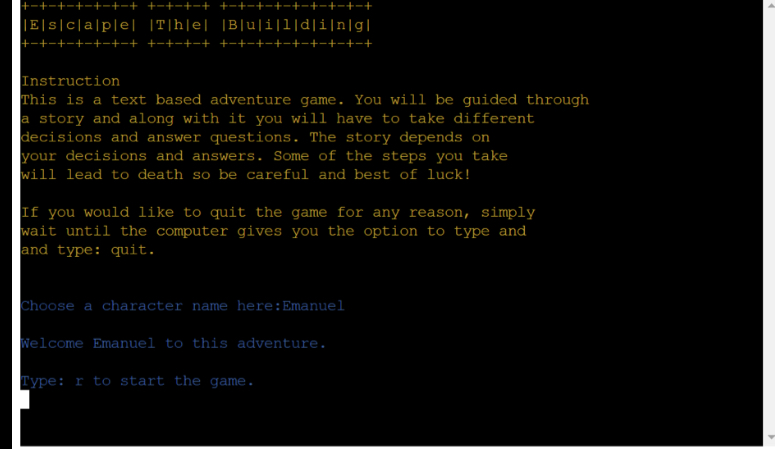 +-+-+-+-+-+-+ +-+-+-+ +-+-+-+-+-+-+-+-+
|E|s|c|a|p|e| |T|h|e| |B|u|i|l|d|i|n|g|
+-+-+-+-+-+-+ +-+-+-+ +-+-+-+-+-+-+-+-+
Instruction
This is a text based adventure game. You will be guided through
a story and along with it you will have to take different
decisions and answer questions. The story depends on
your decisions and answers. Some of the steps you take
will lead to death so be careful and best of luck!
If you would like to quit the game for any reason, simply
wait until the computer gives you the option to type and
and type: quit.
Choose a character name here:Emanuel
Welcome Emanuel to this adventure.
Type: r to start the game.